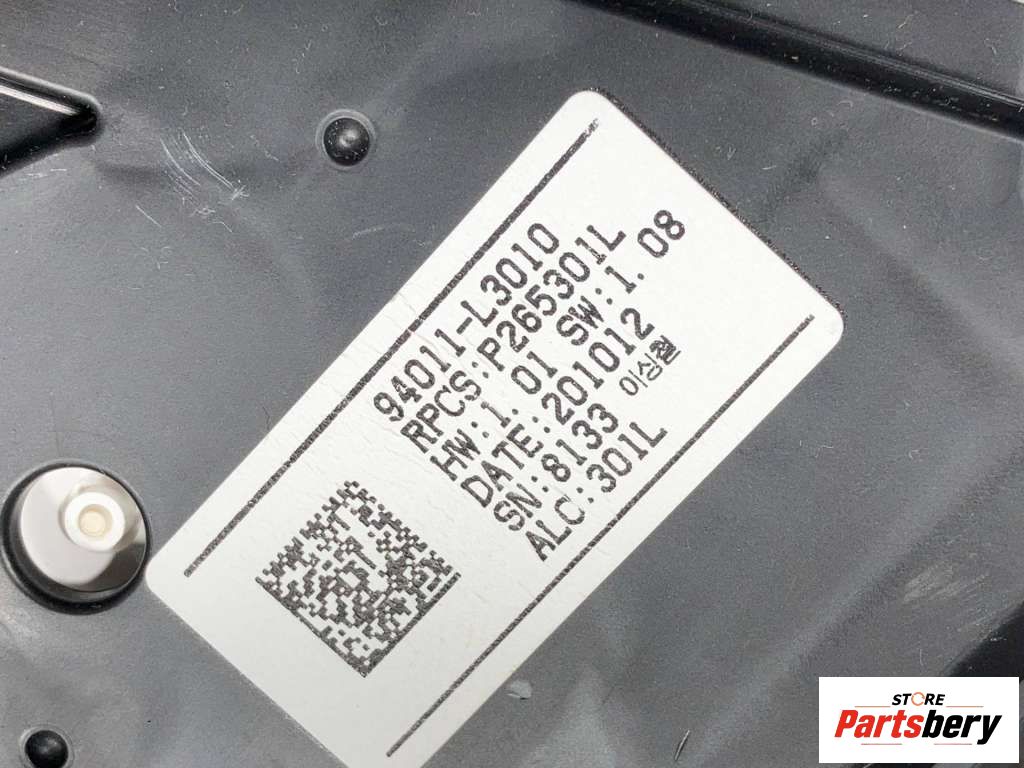 94011-L3010
RPCS:P265301L
HW:1.01 SW:1.08
DATE:201012
SN:8133 이싱철
ALC:301L
STORE
Partsbery